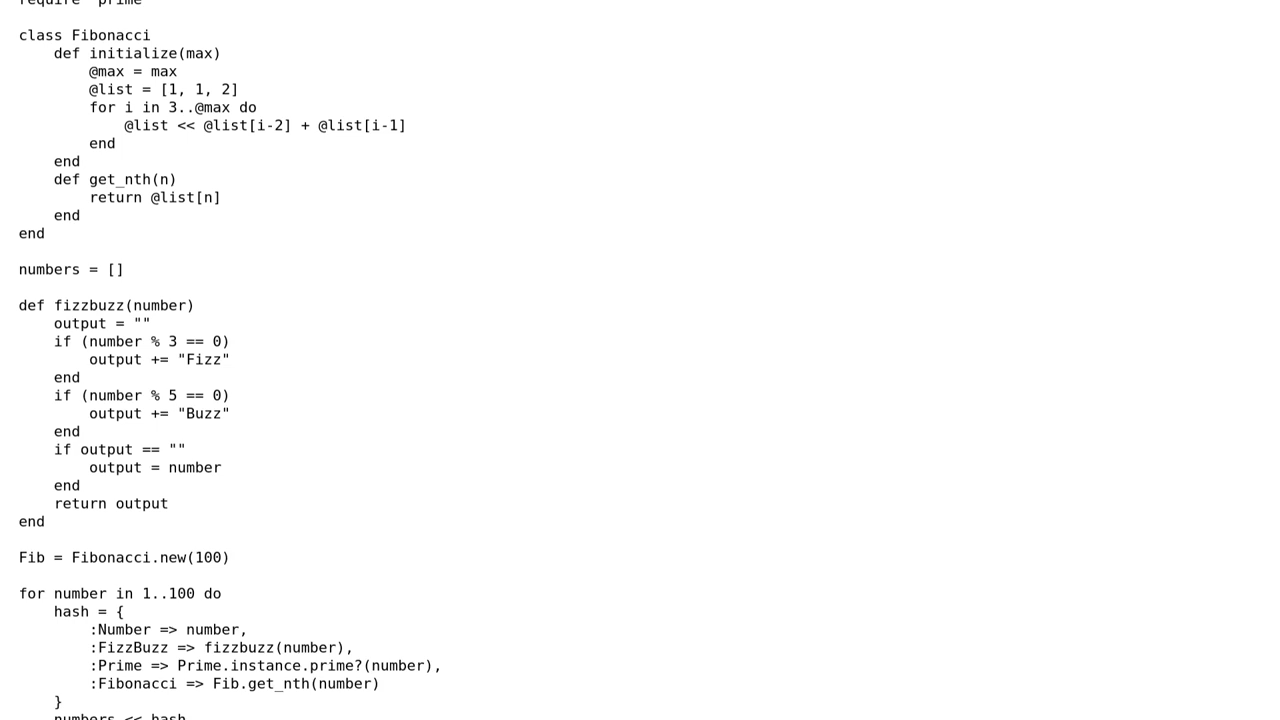 require 'prime'

class Fibonacci
    def initialize(max)
        @max = max
        @list = [1, 1, 2]
        for i in 3..@max do
            @list << @list[i-2] + @list[i-1]
        end
    end
    def get_nth(n)
        return @list[n]
    end
end

numbers = []

def fizzbuzz(number)
    output = ""
    if (number % 3 == 0)
        output += "Fizz"
    end
    if (number % 5 == 0)
        output += "Buzz"
    end
    if output == ""
        output = number
    end
    return output
end

Fib = Fibonacci.new(100)

for number in 1..100 do
    hash = {
        :Number => number,
        :FizzBuzz => fizzbuzz(number),
        :Prime => Prime.instance.prime?(number),
        :Fibonacci => Fib.get_nth(number)
    }
    numbers << hash